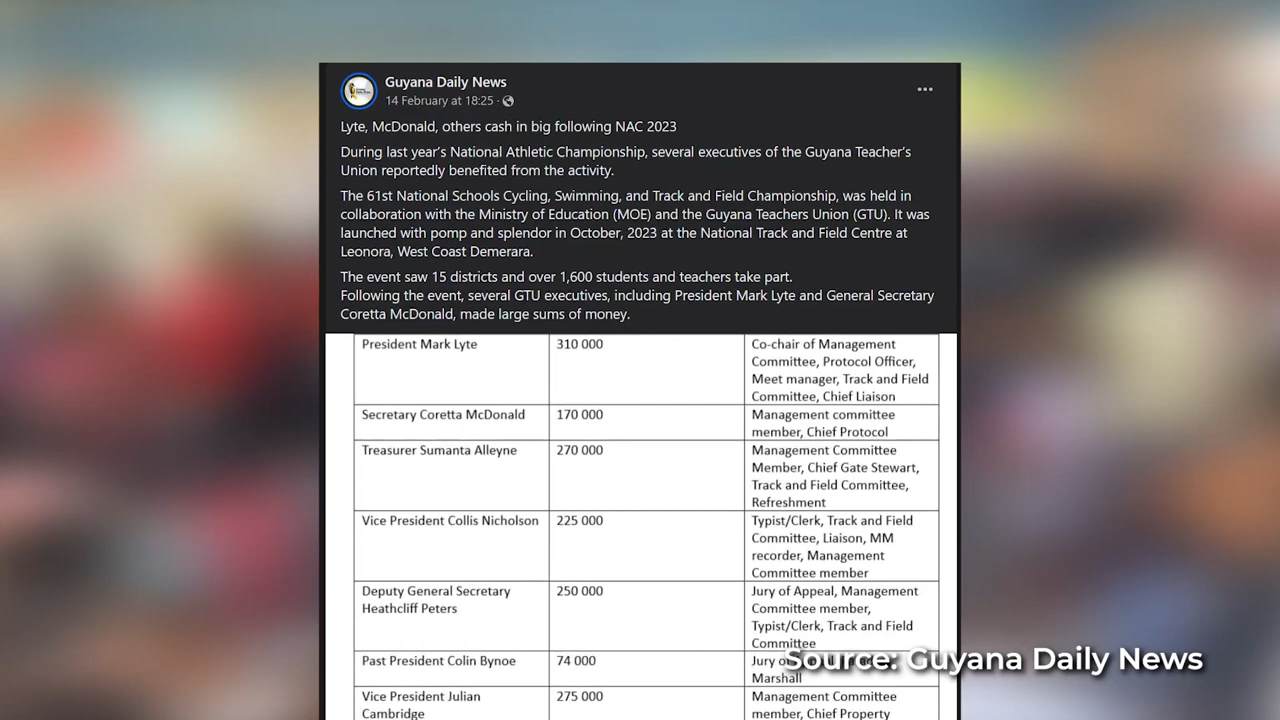 Guyana Daily News
14 February at 18:25 ·
Lyte, McDonald, others cash in big following NAC 2023
During last year's National Athletic Championship, several executives of the Guyana Teacher's
Union reportedly benefited from the activity.
The 61st National Schools Cycling, Swimming, and Track and Field Championship, was held in
collaboration with the Ministry of Education (MOE) and the Guyana Teachers Union (GTU). It was
launched with pomp and splendor in October, 2023 at the National Track and Field Centre at
Leonora, West Coast Demerara.
The event saw 15 districts and over 1,600 students and teachers take part.
Following the event, several GTU executives, including President Mark Lyte and General Secretary
Coretta McDonald, made large sums of money.
President Mark Lyte 310 000 Co-chair of Management
Committee, Protocol Officer,
Meet manager, Track and Field
Committee, Chief Liaison
Secretary Coretta McDonald 170 000 Management committee
member, Chief Protocol
Treasurer Sumanta Alleyne 270 000 Management Committee
Member, Chief Gate Stewart,
Track and Field Committee,
Refreshment
Vice President Collis Nicholson 225 000 Typist/Clerk, Track and Field
Committee, Liaison, MM
recorder, Management
Committee member
Deputy General Secretary 250 000 Jury of Appeal, Management
Heathcliff Peters Committee member,
Typist/Clerk, Track and Field
Committee
Past President Colin Bynoe 74 000 Jury
Marshall
Vice President Julian 275 000 Management Committee
Cambridge member, Chief Property
Source: Guyana Daily News